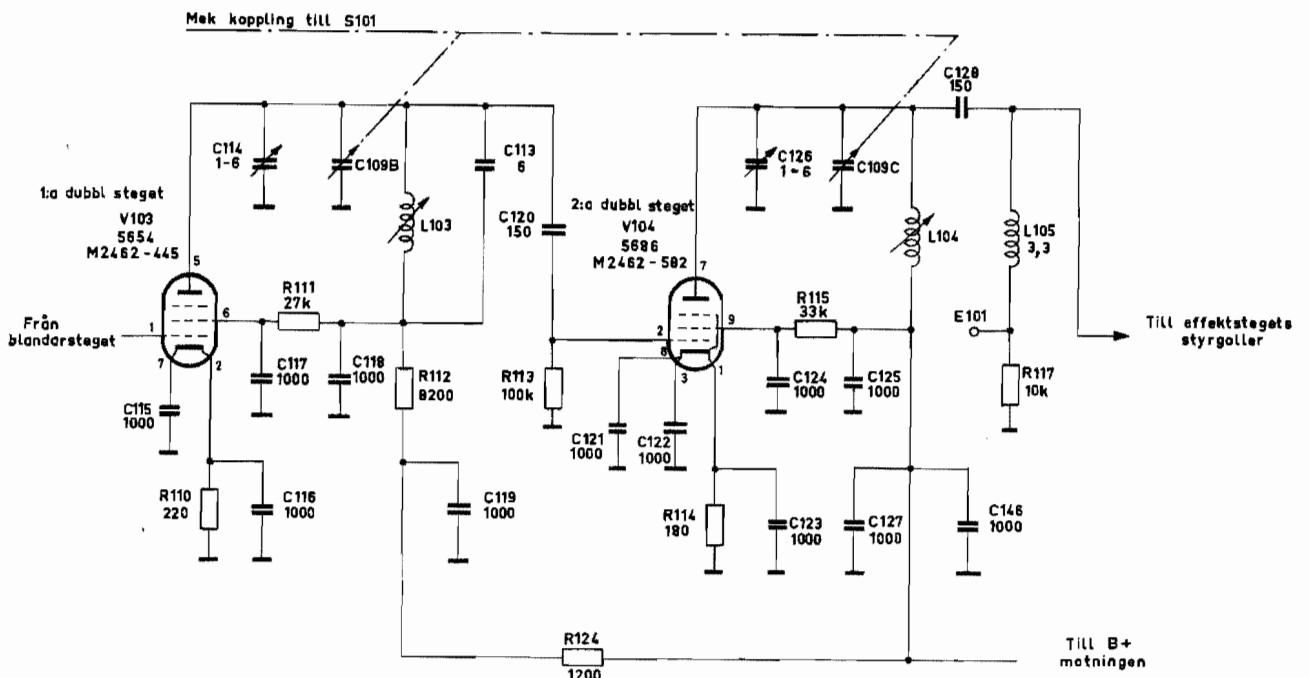 Mek koppling till S101
C128
150
C114
1-6
C109B
C113
6
C126
1-6
C109C
1:a dubbl steget
V103
5654
M2462-445
5
L103
C120
150
2:a dubbl steget
V104
5686
M2462-582
7
L104
L105
3,3
R111
27k
6
R115
33k
9
E101
Från
blandarsteget
1
7
2
2
8
3
1
Till effektstegets
styrgaller
C117
1000
C118
1000
R112
8200
R113
100k
C124
1000
C125
1000
R117
10k
C115
1000
C121
1000
C122
1000
R110
220
C116
1000
C119
1000
R114
180
C123
1000
C127
1000
C146
1000
R124
1200
Till B+
matningen